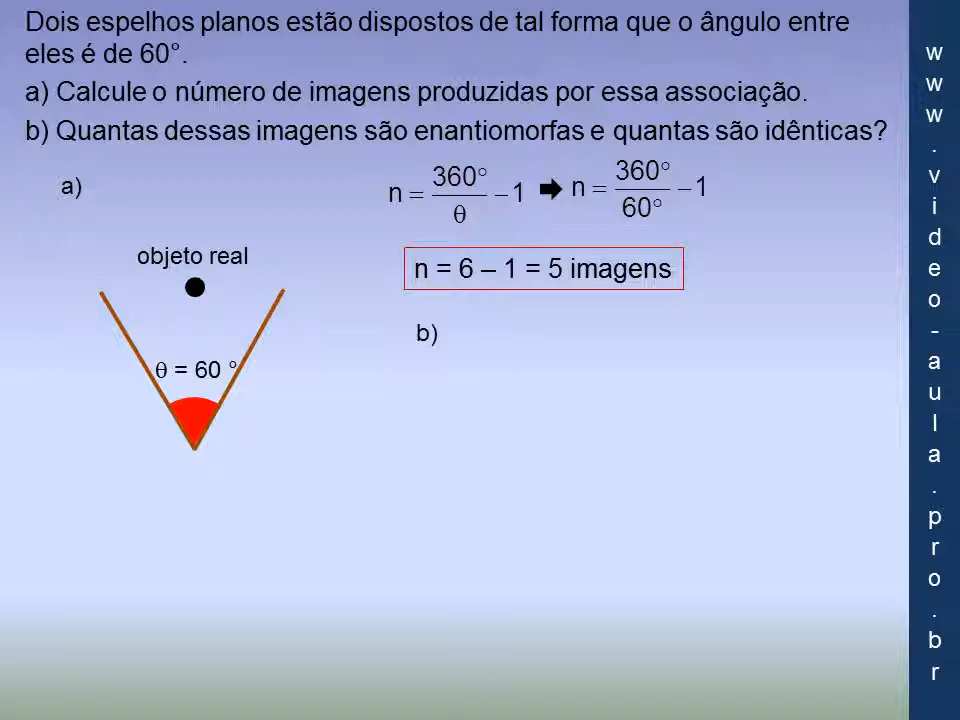 Dois espelhos planos estão dispostos de tal forma que o ângulo entre
eles é de 60°.
a) Calcule o número de imagens produzidas por essa associação.
b) Quantas dessas imagens são enantiomorfas e quantas são idênticas?
a)
n = 360° / θ − 1 ➨ n = 360° / 60° − 1
objeto real
n = 6 – 1 = 5 imagens
b)
θ = 60 °
www.video-aula.pro.br